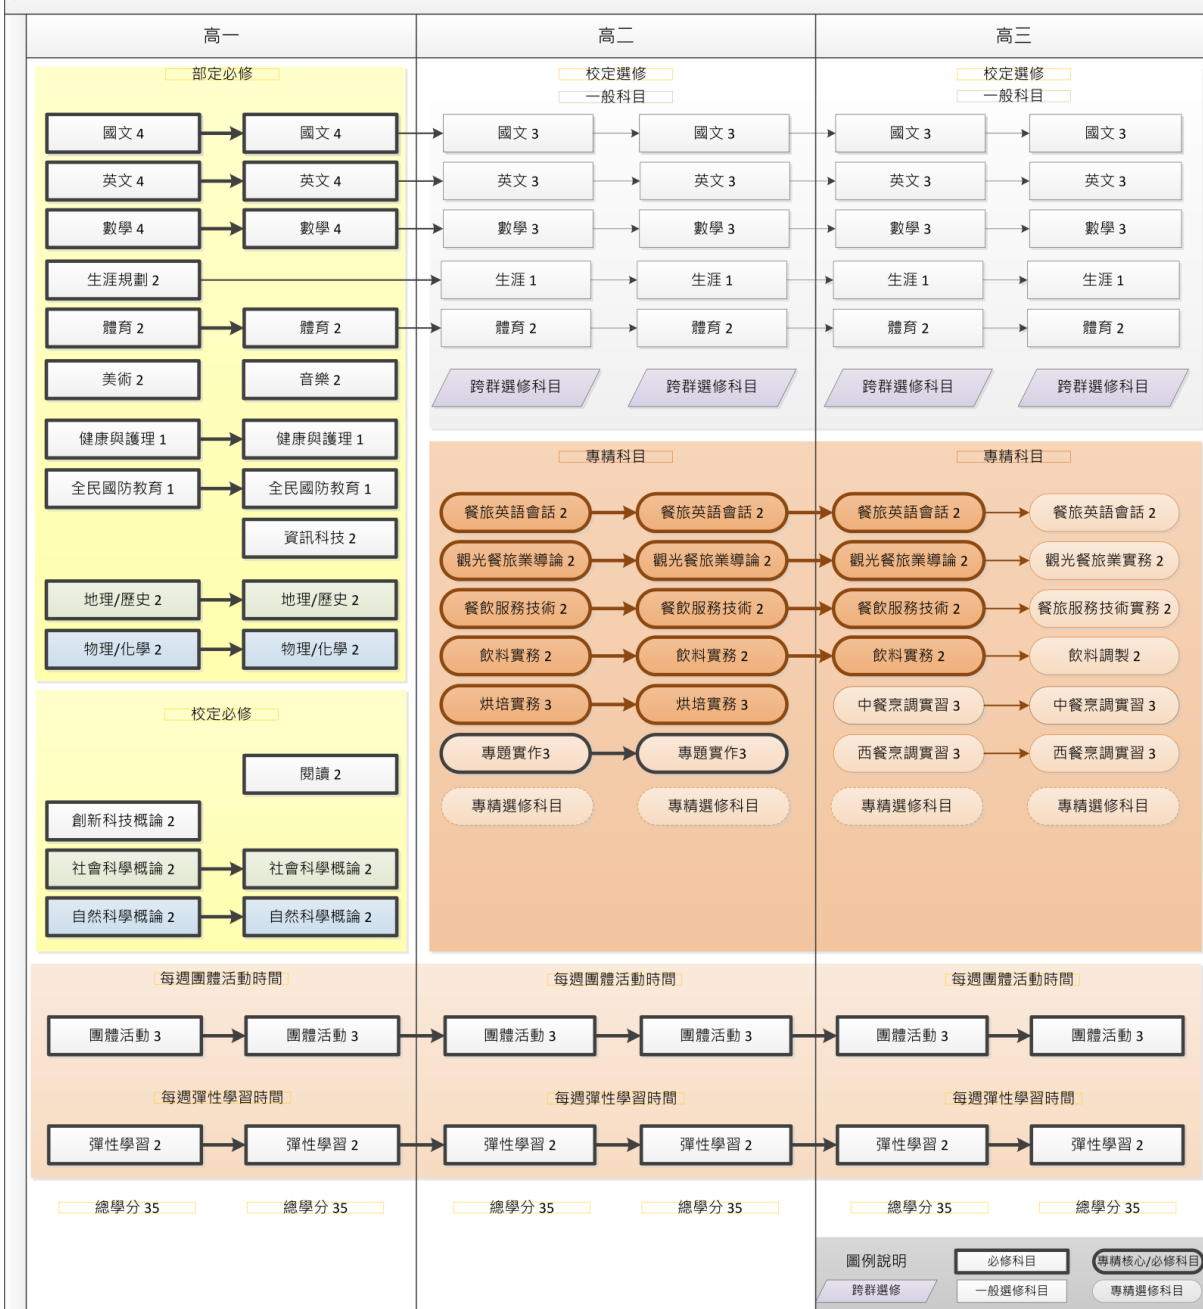 高一 高二 高三
部定必修 校定選修 校定選修
一般科目 一般科目
國文 4 國文 4 國文 3 國文 3 國文 3 國文 3
英文 4 英文 4 英文 3 英文 3 英文 3 英文 3
數學 4 數學 4 數學 3 數學 3 數學 3 數學 3
生涯規劃 2 生涯 1 生涯 1 生涯 1 生涯 1
體育 2 體育 2 體育 2 體育 2 體育 2 體育 2
美術 2 音樂 2 跨群選修科目 跨群選修科目 跨群選修科目 跨群選修科目
健康與護理 1 健康與護理 1
專精科目 專精科目
全民國防教育 1 全民國防教育 1
餐旅英語會話 2 餐旅英語會話 2 餐旅英語會話 2 餐旅英語會話 2
資訊科技 2
觀光餐旅業導論 2 觀光餐旅業導論 2 觀光餐旅業導論 2 觀光餐旅業實務 2
地理/歷史 2 地理/歷史 2 餐飲服務技術 2 餐飲服務技術 2 餐飲服務技術 2 餐旅服務技術實務 2
物理/化學 2 物理/化學 2 飲料實務 2 飲料實務 2 飲料實務 2 飲料調製 2
校定必修 烘培實務 3 烘培實務 3 中餐烹調實習 3 中餐烹調實習 3
專題實作3 專題實作3 西餐烹調實習 3 西餐烹調實習 3
閱讀 2
專精選修科目 專精選修科目 專精選修科目 專精選修科目
創新科技概論 2
社會科學概論 2 社會科學概論 2
自然科學概論 2 自然科學概論 2
每週團體活動時間 每週團體活動時間 每週團體活動時間
團體活動 3 團體活動 3 團體活動 3 團體活動 3 團體活動 3 團體活動 3
每週彈性學習時間 每週彈性學習時間 每週彈性學習時間
彈性學習 2 彈性學習 2 彈性學習 2 彈性學習 2 彈性學習 2 彈性學習 2
總學分 35 總學分 35 總學分 35 總學分 35 總學分 35 總學分 35
圖例說明 必修科目 專精核心/必修科目
跨群選修 一般選修科目 專精選修科目